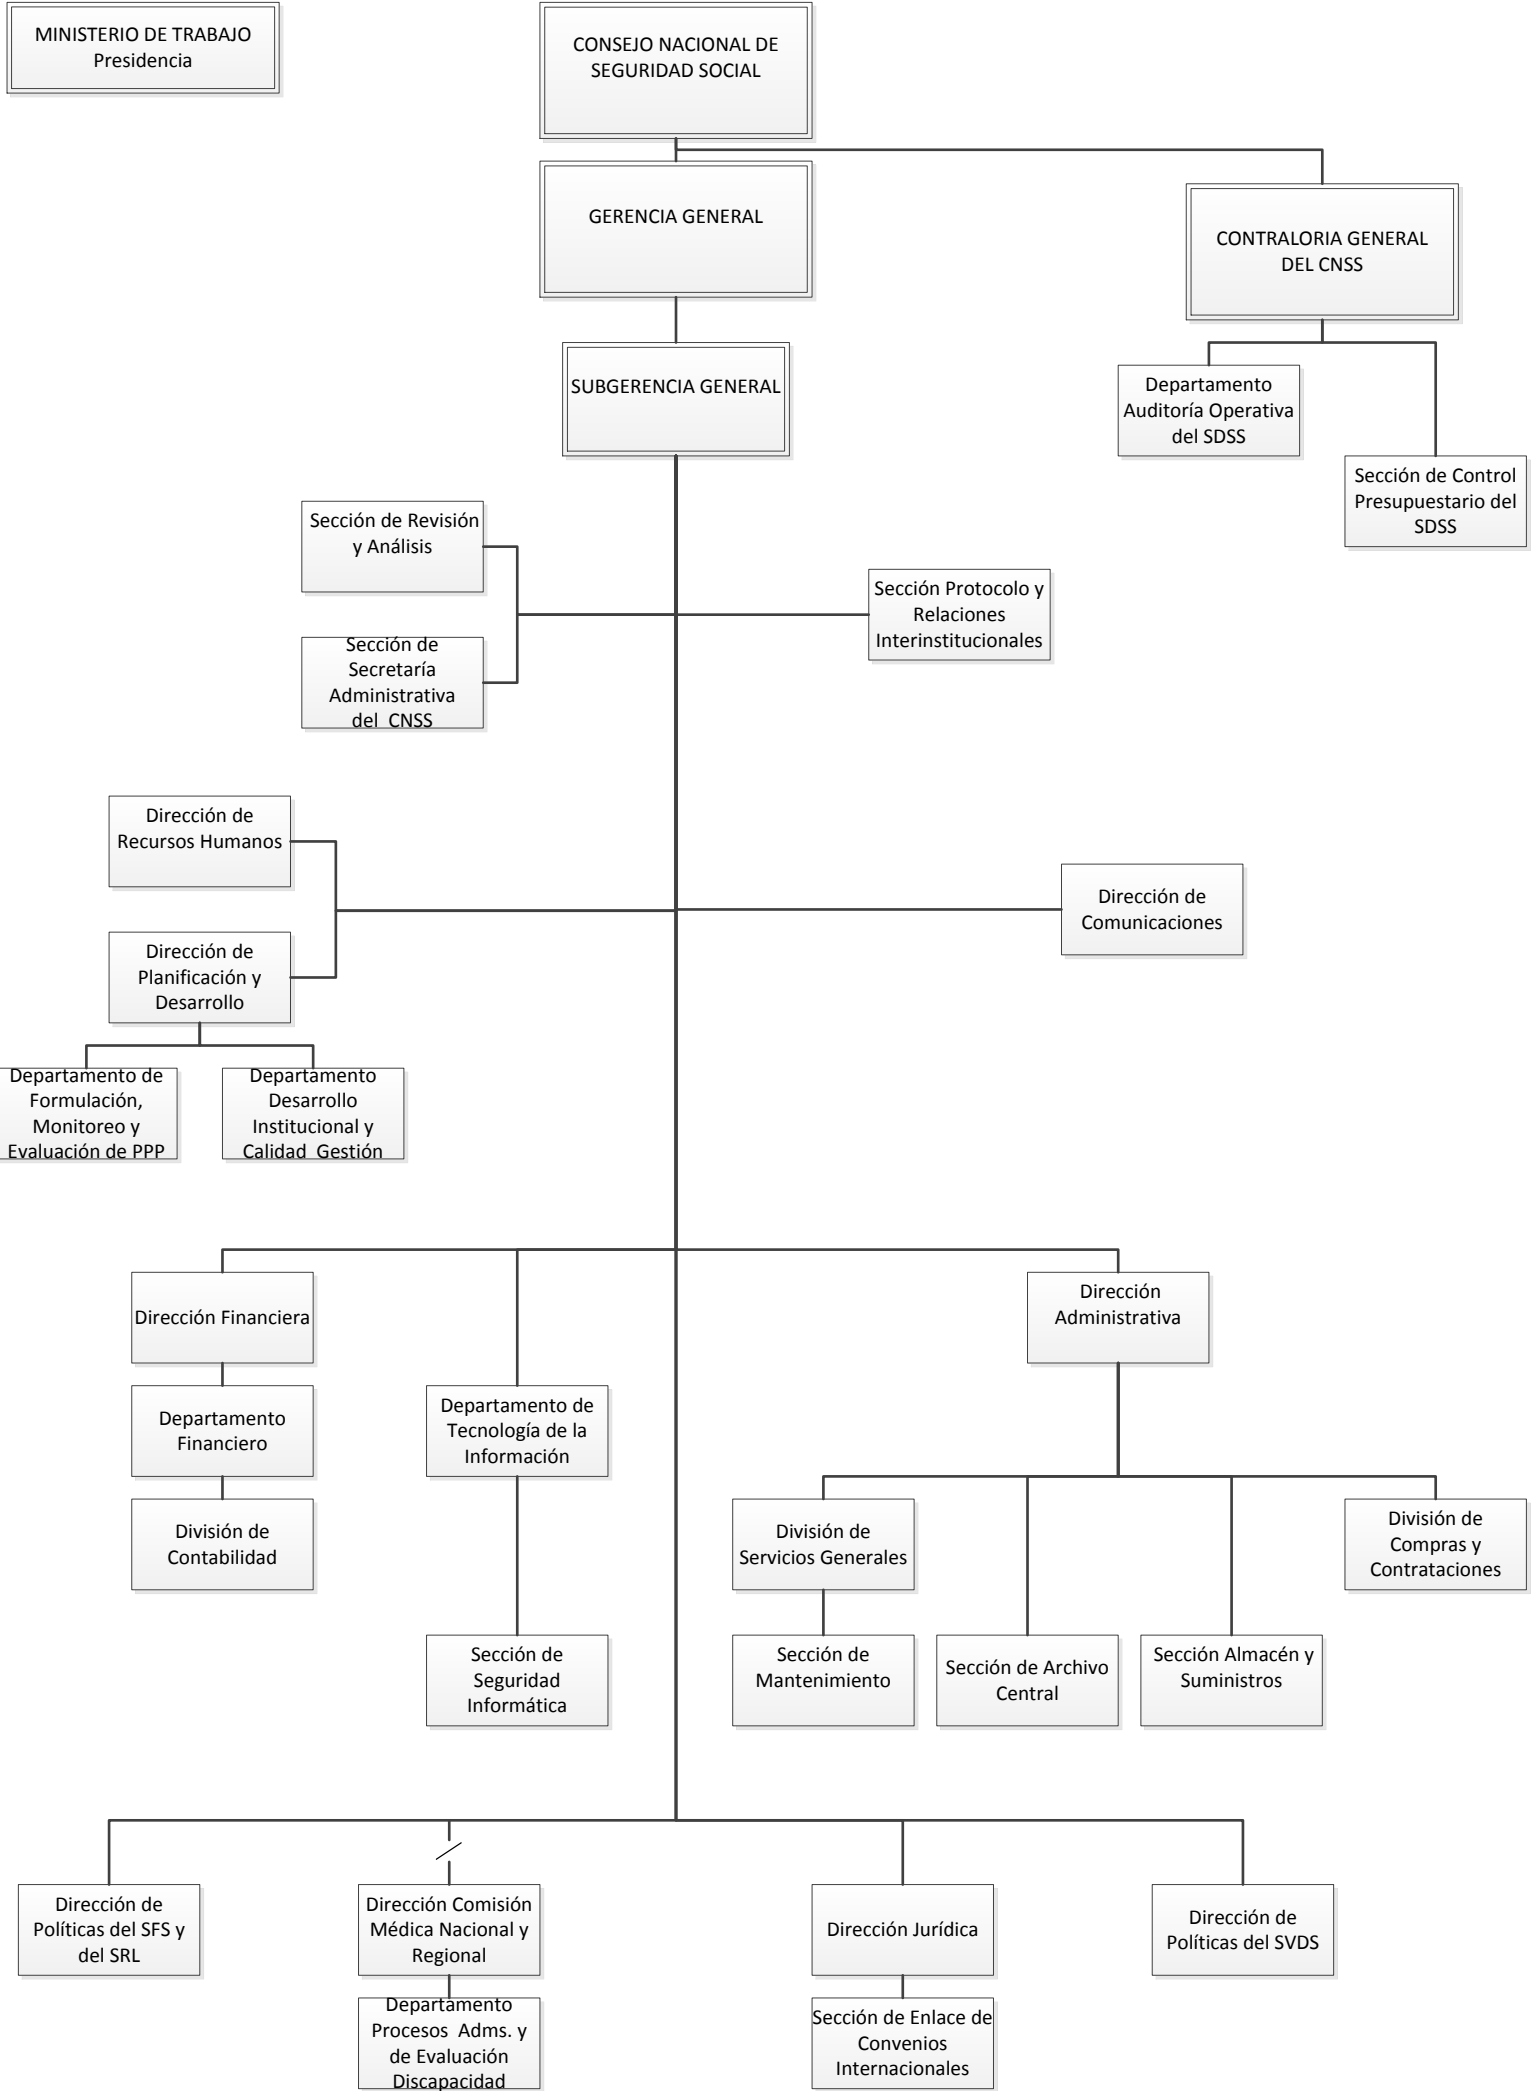 MINISTERIO DE TRABAJO
Presidencia
CONSEJO NACIONAL DE
SEGURIDAD SOCIAL
GERENCIA GENERAL
CONTRALORIA GENERAL
DEL CNSS
SUBGERENCIA GENERAL
Departamento
Auditoría Operativa
del SDSS
Sección de Control
Presupuestario del
SDSS
Sección de Revisión
y Análisis
Sección Protocolo y
Relaciones
Interinstitucionales
Sección de
Secretaría
Administrativa
del CNSS
Dirección de
Recursos Humanos
Dirección de
Comunicaciones
Dirección de
Planificación y
Desarrollo
Departamento de
Formulación,
Monitoreo y
Evaluación de PPP
Departamento
Desarrollo
Institucional y
Calidad Gestión
Dirección Financiera
Dirección
Administrativa
Departamento
Financiero
Departamento de
Tecnología de la
Información
División de
Contabilidad
División de
Servicios Generales
División de
Compras y
Contrataciones
Sección de
Seguridad
Informática
Sección de
Mantenimiento
Sección de Archivo
Central
Sección Almacén y
Suministros
Dirección de
Políticas del SFS y
del SRL
Dirección Comisión
Médica Nacional y
Regional
Dirección Jurídica
Dirección de
Políticas del SVDS
Departamento
Procesos Adms. y
de Evaluación
Discapacidad
Sección de Enlace de
Convenios
Internacionales